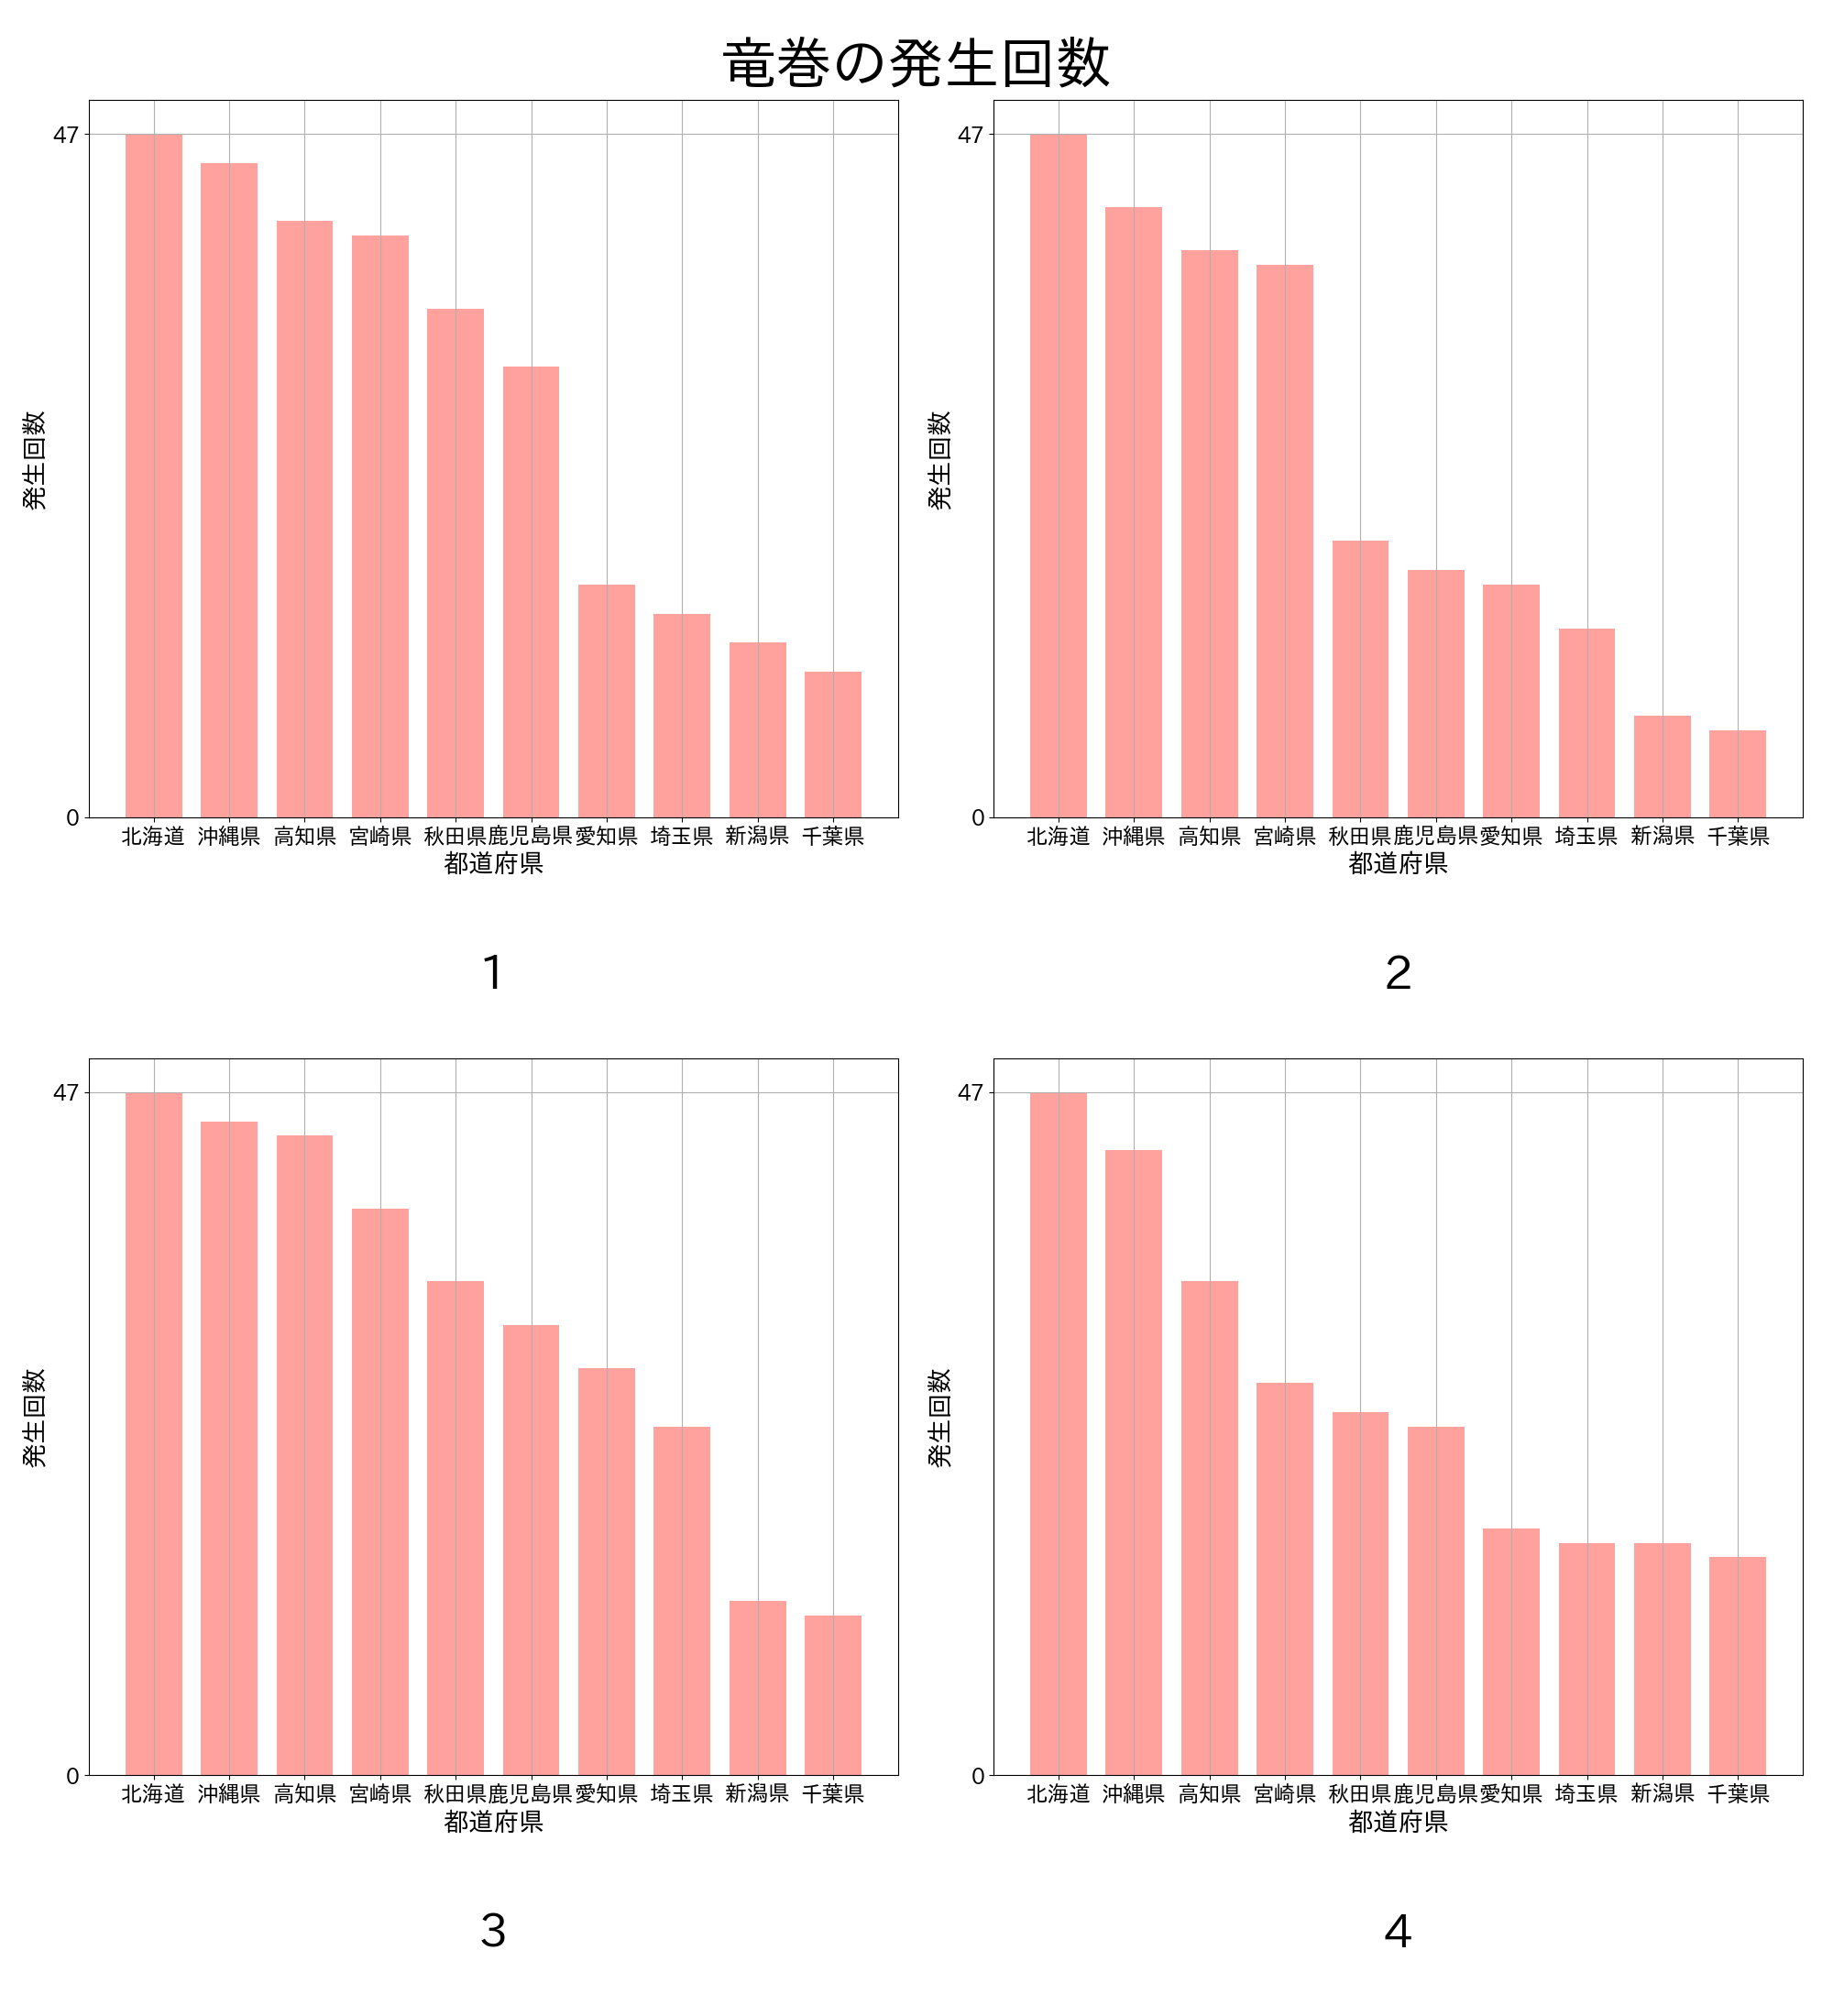 竜巻の発生回数
47
0
発生回数
北海道 沖縄県 高知県 宮崎県 秋田県 鹿児島県 愛知県 埼玉県 新潟県 千葉県
都道府県
1
47
0
発生回数
北海道 沖縄県 高知県 宮崎県 秋田県 鹿児島県 愛知県 埼玉県 新潟県 千葉県
都道府県
2
47
0
発生回数
北海道 沖縄県 高知県 宮崎県 秋田県 鹿児島県 愛知県 埼玉県 新潟県 千葉県
都道府県
3
47
0
発生回数
北海道 沖縄県 高知県 宮崎県 秋田県 鹿児島県 愛知県 埼玉県 新潟県 千葉県
都道府県
4